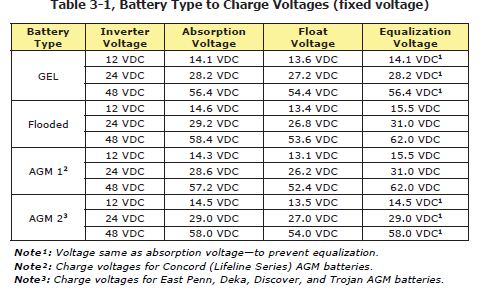 Table 3-1, Battery Type to Charge Voltages (fixed voltage)
Battery Type Inverter Voltage Absorption Voltage Float Voltage Equalization Voltage
GEL 12 VDC 14.1 VDC 13.6 VDC 14.1 VDC¹
24 VDC 28.2 VDC 27.2 VDC 28.2 VDC¹
48 VDC 56.4 VDC 54.4 VDC 56.4 VDC¹
Flooded 12 VDC 14.6 VDC 13.4 VDC 15.5 VDC
24 VDC 29.2 VDC 26.8 VDC 31.0 VDC
48 VDC 58.4 VDC 53.6 VDC 62.0 VDC
AGM 1² 12 VDC 14.3 VDC 13.1 VDC 15.5 VDC
24 VDC 28.6 VDC 26.2 VDC 31.0 VDC
48 VDC 57.2 VDC 52.4 VDC 62.0 VDC
AGM 2³ 12 VDC 14.5 VDC 13.5 VDC 14.5 VDC¹
24 VDC 29.0 VDC 27.0 VDC 29.0 VDC¹
48 VDC 58.0 VDC 54.0 VDC 58.0 VDC¹
Note¹: Voltage same as absorption voltage—to prevent equalization.
Note²: Charge voltages for Concord (Lifeline Series) AGM batteries.
Note³: Charge voltages for East Penn, Deka, Discover, and Trojan AGM batteries.